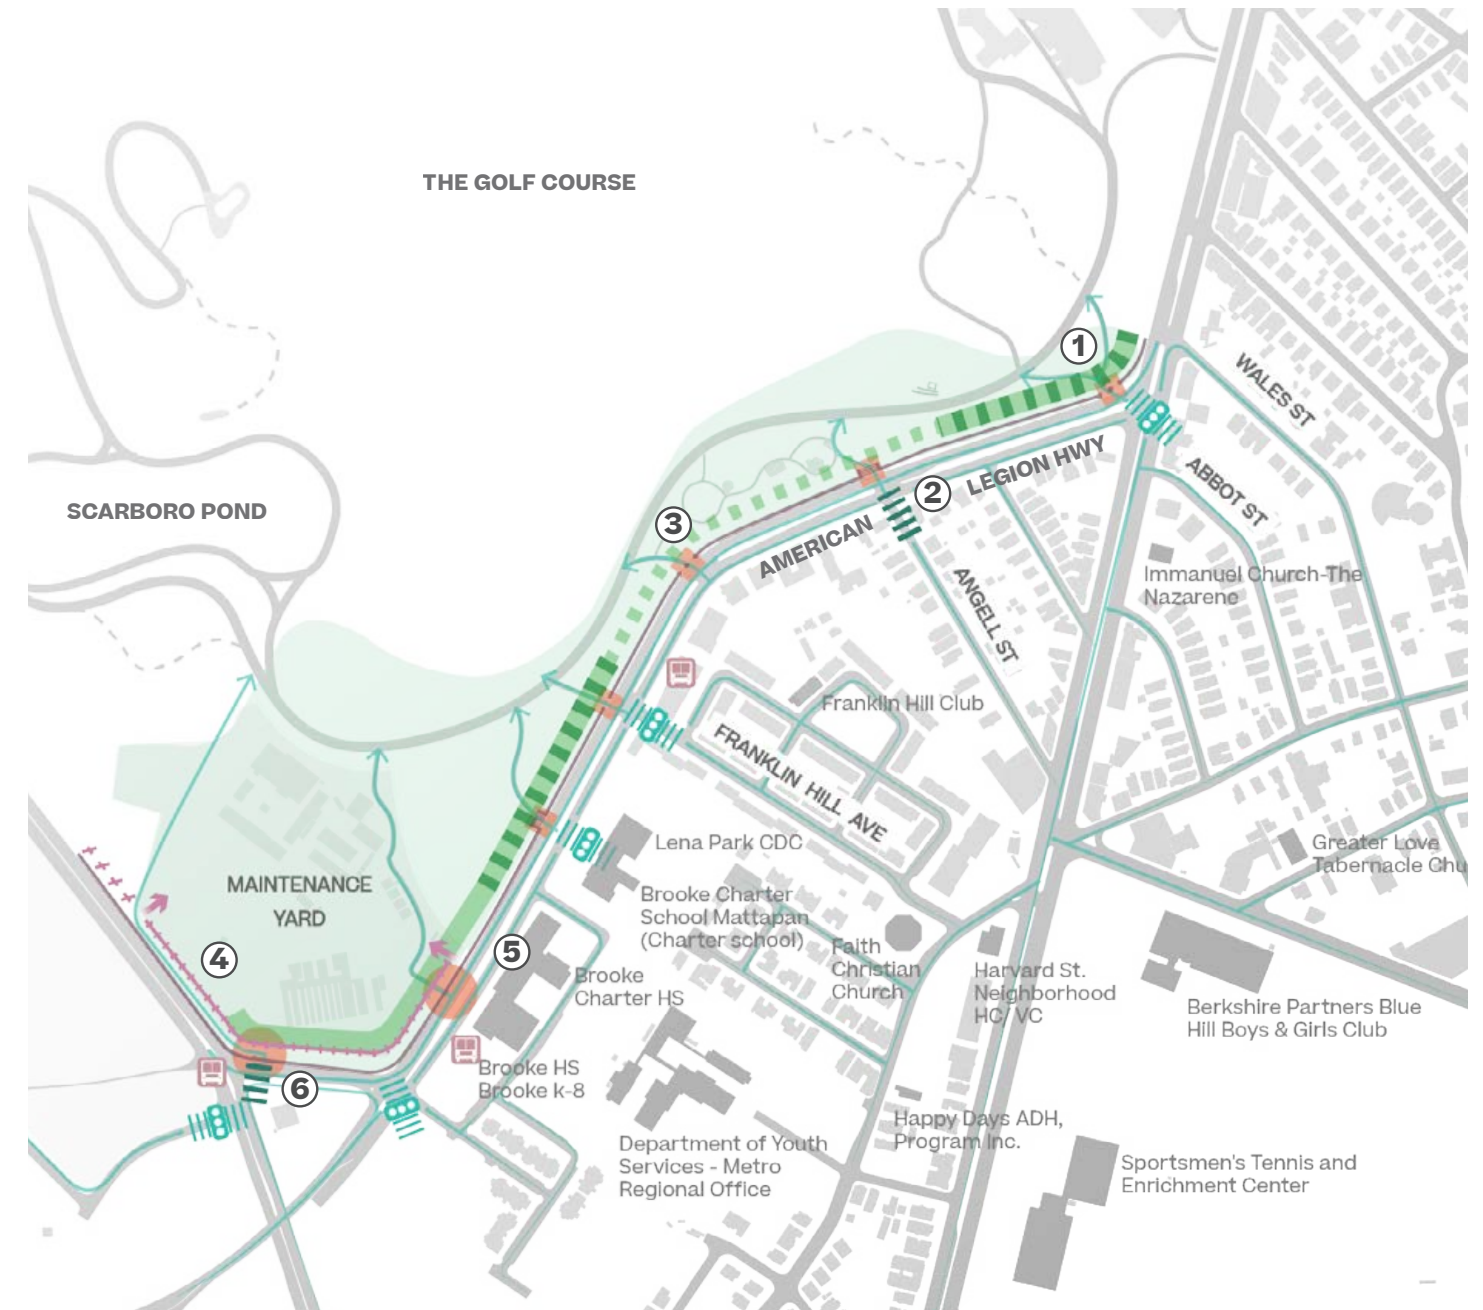 THE GOLF COURSE
1
WALES ST
ABBOT ST
LEGION HWY
2
AMERICAN
SCARBORO POND
3
ANGELL ST
Immanuel Church-The
Nazarene
Franklin Hill Club
FRANKLIN HILL AVE
Lena Park CDC
Greater Love
Tabernacle Chu
MAINTENANCE
YARD
Brooke Charter
School Mattapan
(Charter school)
4
5
Faith
Christian
Church
Brooke
Charter HS
Harvard St.
Neighborhood
HC/ VC
Berkshire Partners Blue
Hill Boys & Girls Club
6
Brooke HS
Brooke k-8
Happy Days ADH,
Program Inc.
Department of Youth
Services - Metro
Regional Office
Sportsmen's Tennis and
Enrichment Center